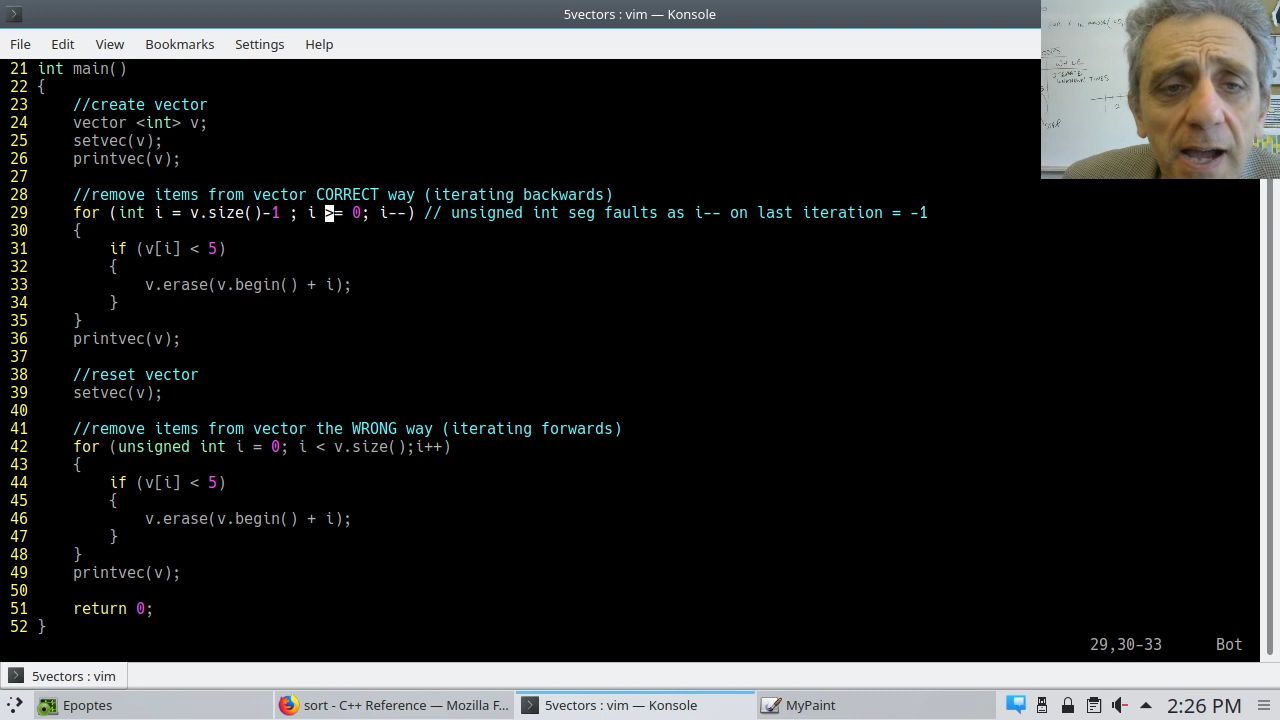 5vectors : vim — Konsole
File Edit View Bookmarks Settings Help
21 int main()
22 {
23     //create vector
24     vector <int> v;
25     setvec(v);
26     printvec(v);
27
28     //remove items from vector CORRECT way (iterating backwards)
29     for (int i = v.size()-1 ; i >= 0; i--) // unsigned int seg faults as i-- on last iteration = -1
30     {
31         if (v[i] < 5)
32         {
33             v.erase(v.begin() + i);
34         }
35     }
36     printvec(v);
37
38     //reset vector
39     setvec(v);
40
41     //remove items from vector the WRONG way (iterating forwards)
42     for (unsigned int i = 0; i < v.size();i++)
43     {
44         if (v[i] < 5)
45         {
46             v.erase(v.begin() + i);
47         }
48     }
49     printvec(v);
50
51     return 0;
52 }
29,30-33 Bot
5vectors : vim
Epoptes
sort - C++ Reference — Mozilla F...
5vectors : vim — Konsole
MyPaint
2:26 PM
WHILE
UNKNOWN TIMES